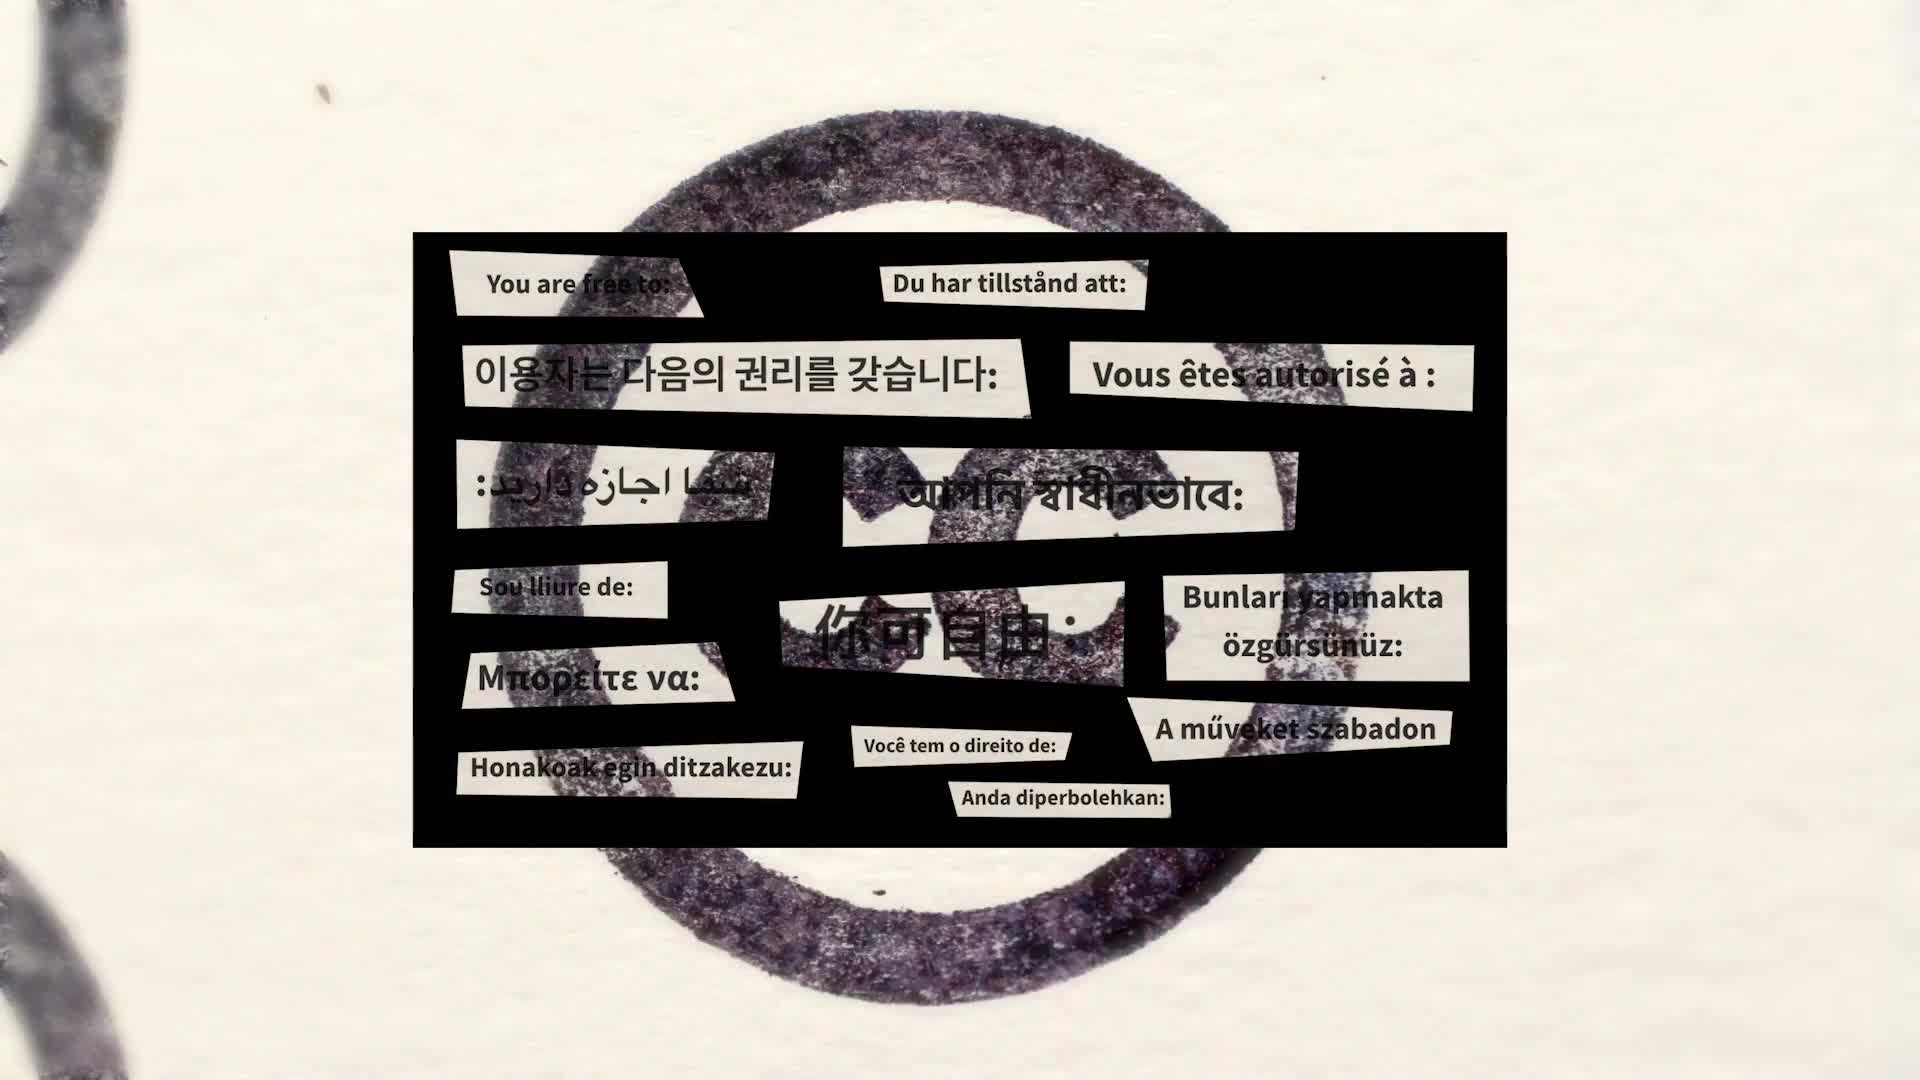 You are free to:
Du har tillstånd att:
이용자는 다음의 권리를 갖습니다:
Vous êtes autorisé à :
شما اجازه دارید:
আপনি স্বাধীনভাবে:
Sou lliure de:
你可自由：
Bunları yapmakta
özgürsünüz:
Μπορείτε να:
A műveket szabadon
Você tem o direito de:
Honakoak egin ditzakezu:
Anda diperbolehkan: